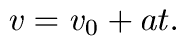 v = v₀ + at.